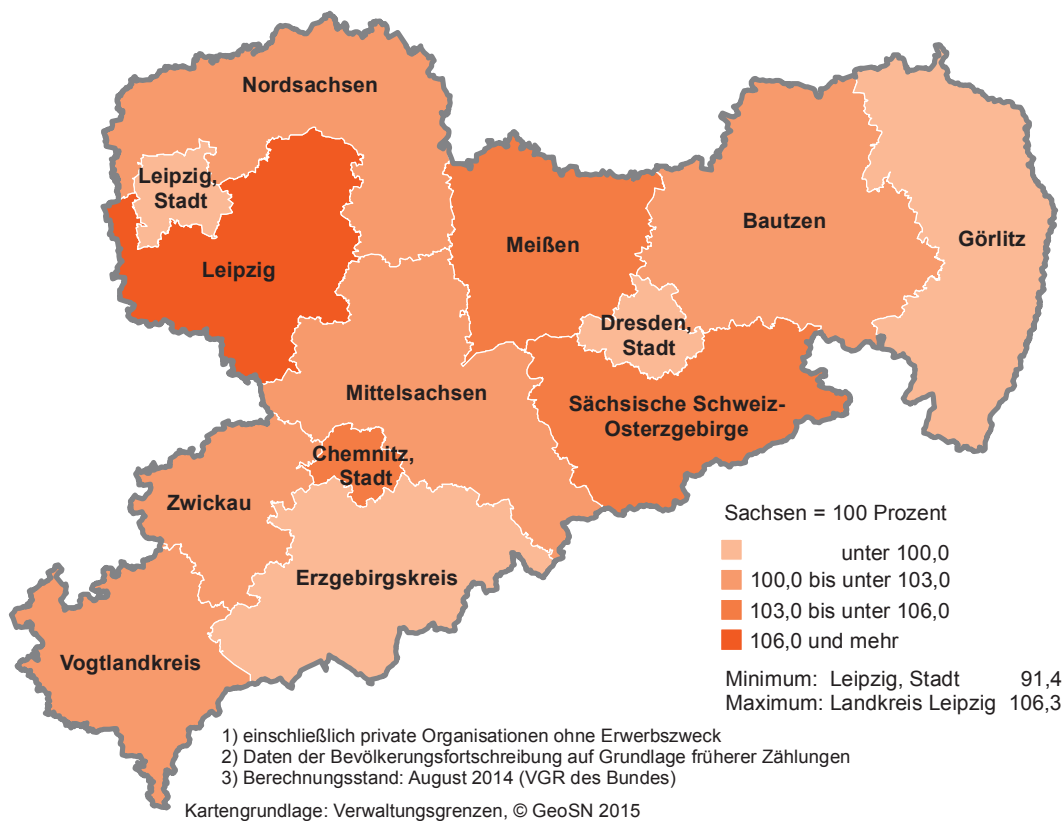 Nordsachsen
Leipzig,
Stadt
Leipzig
Meißen
Bautzen
Görlitz
Dresden,
Stadt
Mittelsachsen
Sächsische Schweiz-
Osterzgebirge
Chemnitz,
Stadt
Zwickau
Erzgebirgskreis
Vogtlandkreis
Sachsen = 100 Prozent
unter 100,0
100,0 bis unter 103,0
103,0 bis unter 106,0
106,0 und mehr
Minimum: Leipzig, Stadt 91,4
Maximum: Landkreis Leipzig 106,3
1) einschließlich private Organisationen ohne Erwerbszweck
2) Daten der Bevölkerungsfortschreibung auf Grundlage früherer Zählungen
3) Berechnungsstand: August 2014 (VGR des Bundes)
Kartengrundlage: Verwaltungsgrenzen, © GeoSN 2015